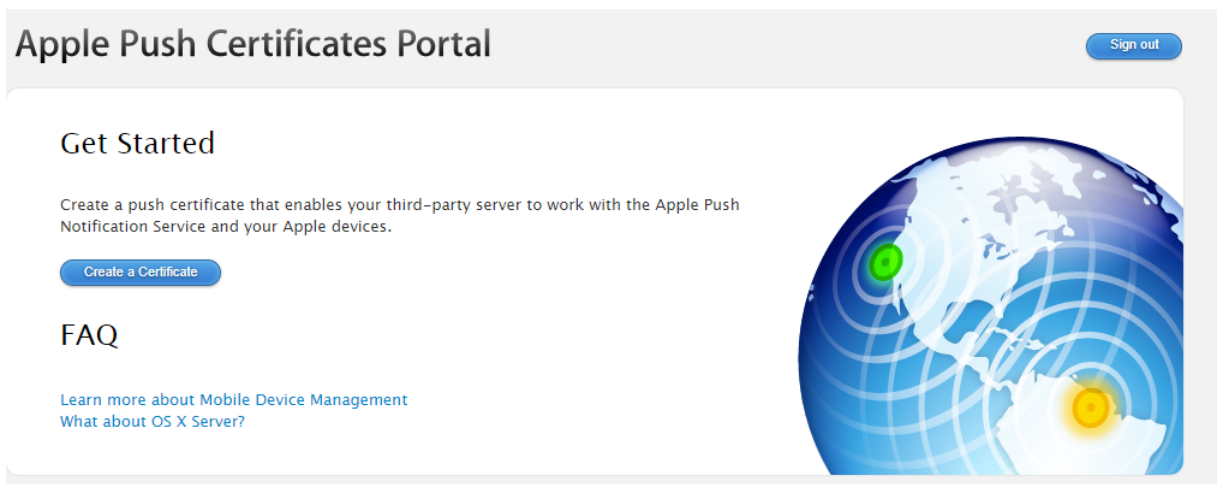 Apple Push Certificates Portal
Sign out
Get Started
Create a push certificate that enables your third-party server to work with the Apple Push
Notification Service and your Apple devices.
Create a Certificate
FAQ
Learn more about Mobile Device Management
What about OS X Server?